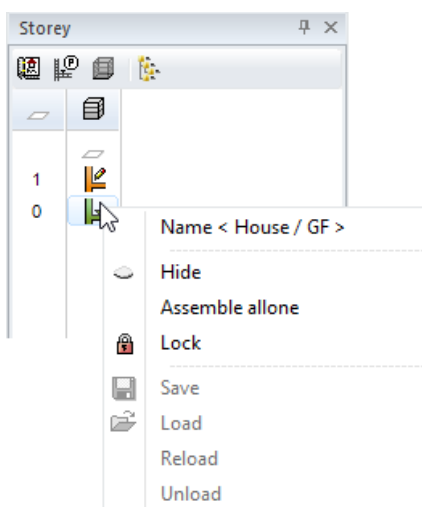 Storey
P
1
0
Name < House / GF >
Hide
Assemble allone
Lock
Save
Load
Reload
Unload